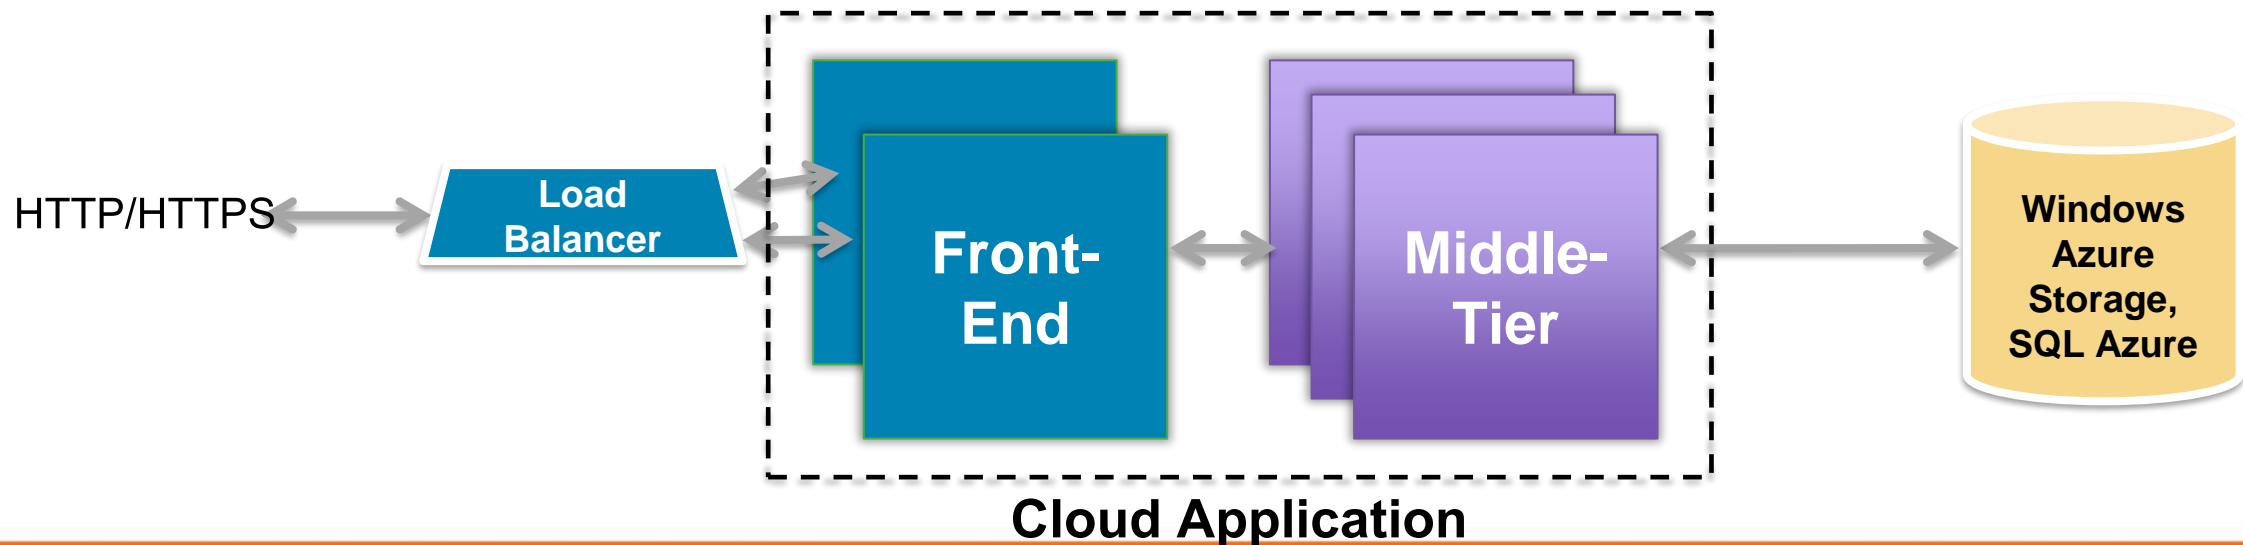 HTTP/HTTPS
Load
Balancer
Front-
End
Middle-
Tier
Windows
Azure
Storage,
SQL Azure
Cloud Application